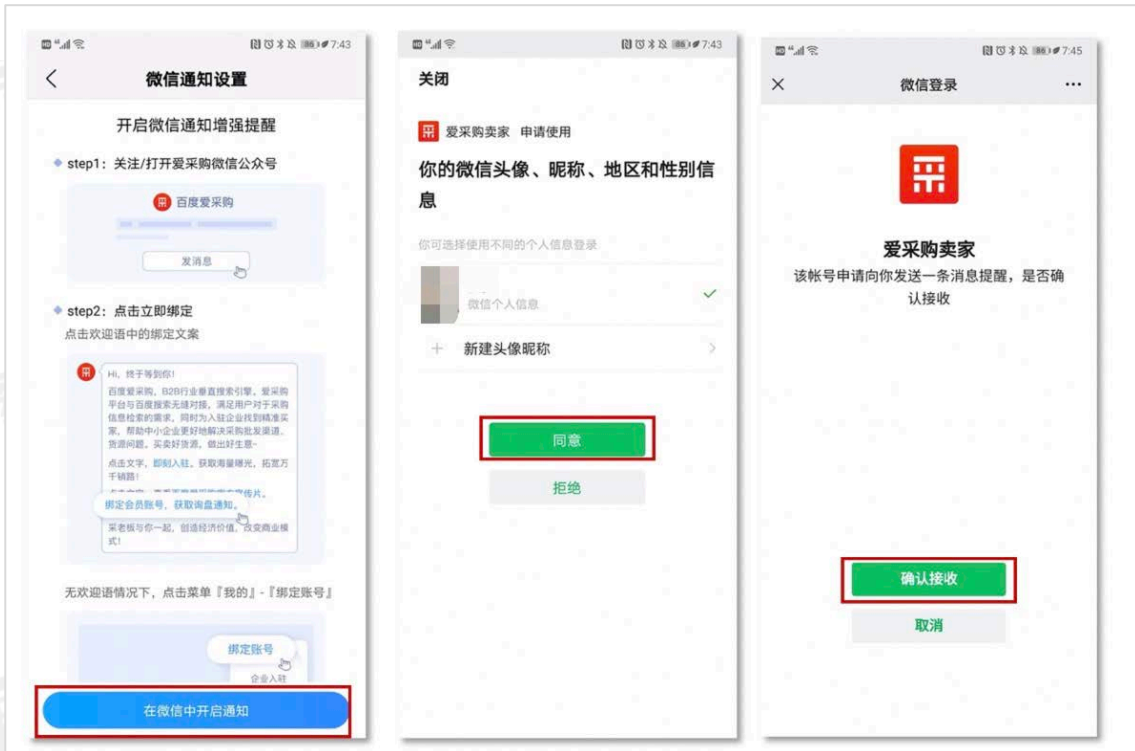 7:43
微信通知设置
开启微信通知增强提醒
step1：关注/打开爱采购微信公众号
百度爱采购
发消息
step2：点击立即绑定
点击欢迎语中的绑定文案
Hi，终于等到你！
百度爱采购，B2B行业垂直搜索引擎，爱采购
平台与百度搜索无缝对接，满足用户对于采购
信息检索的需求，同时为入驻企业找到精准买
家，帮助中小企业更好地解决采购批发渠道、
货源问题，买卖好货源，做出好生意~
点击文字，即刻入驻，获取海量曝光，拓宽万
千销路！
绑定会员账号，获取询盘通知。
采老板与你一起，创造经济价值，改变商业模
式！
无欢迎语情况下，点击菜单『我的』-『绑定账号』
绑定账号
企业入驻
在微信中开启通知
7:43
关闭
爱采购卖家 申请使用
你的微信头像、昵称、地区和性别信
息
你可选择使用不同的个人信息登录
微信个人信息
新建头像昵称
同意
拒绝
7:45
微信登录
爱采购卖家
该帐号申请向你发送一条消息提醒，是否确
认接收
确认接收
取消